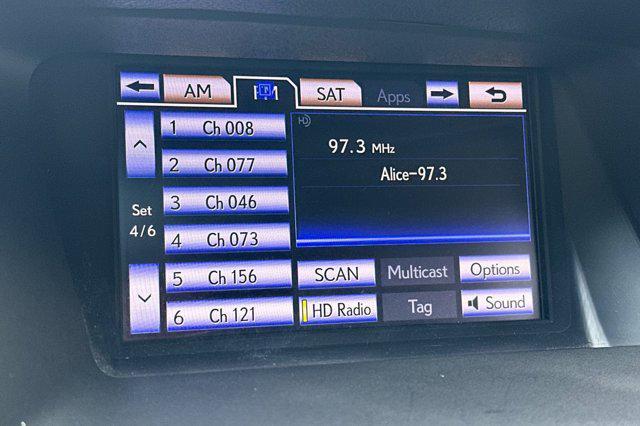 AM FM SAT Apps
1 Ch 008
2 Ch 077
3 Ch 046
4 Ch 073
5 Ch 156
6 Ch 121
Set
4/6
HD
97.3 MHz
Alice-97.3
SCAN Multicast Options
HD Radio Tag Sound